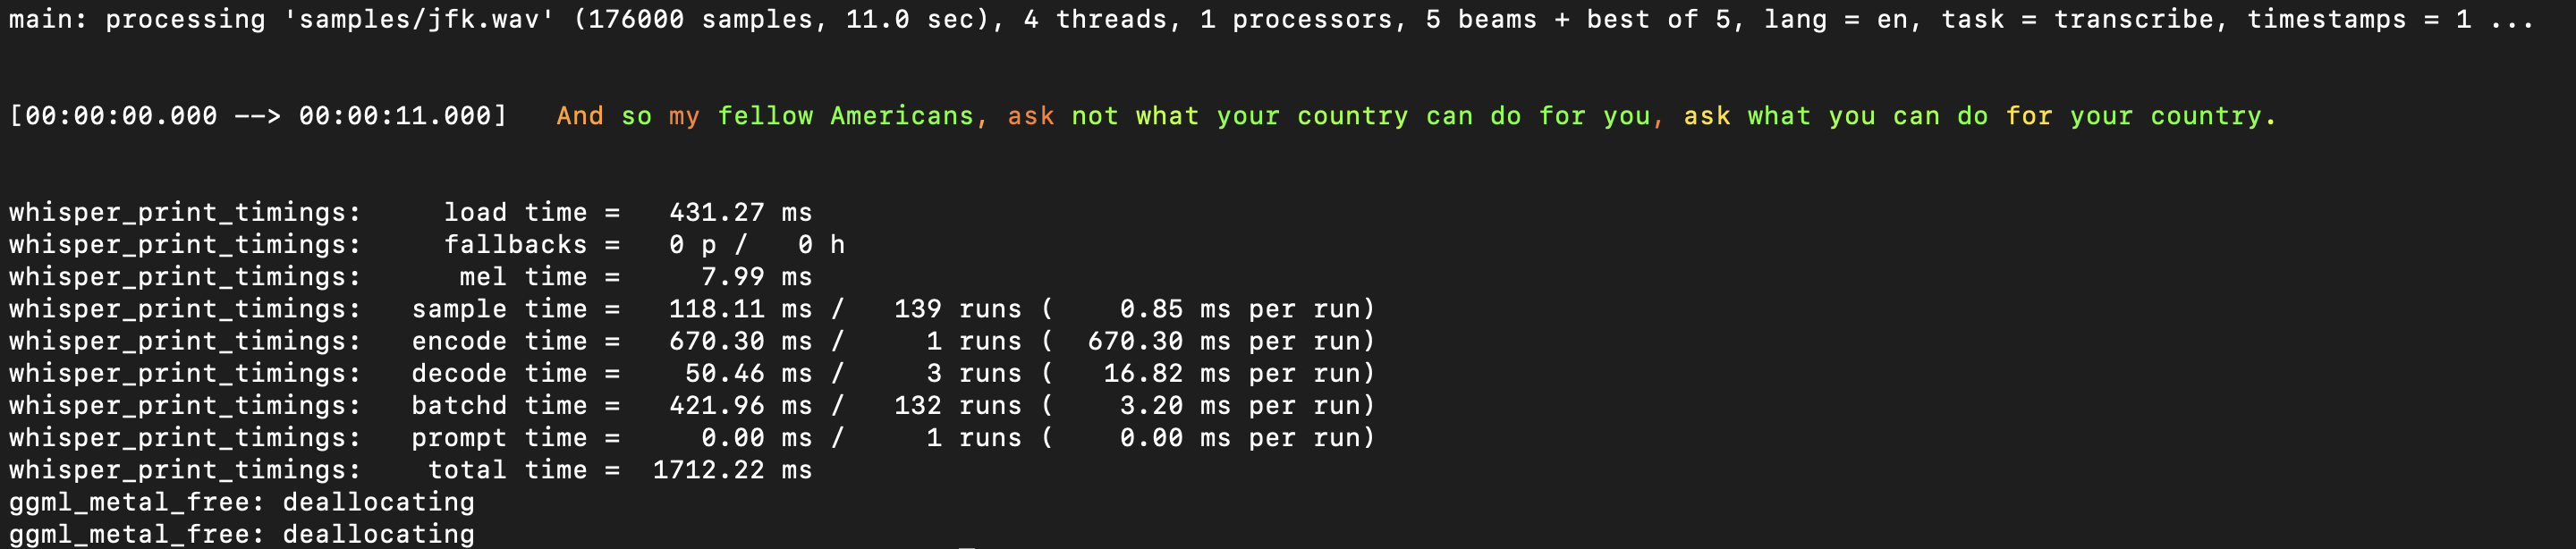 main: processing 'samples/jfk.wav' (176000 samples, 11.0 sec), 4 threads, 1 processors, 5 beams + best of 5, lang = en, task = transcribe, timestamps = 1 ...
[00:00:00.000 --> 00:00:11.000]   And so my fellow Americans, ask not what your country can do for you, ask what you can do for your country.
whisper_print_timings:     load time =   431.27 ms
whisper_print_timings:     fallbacks =   0 p /   0 h
whisper_print_timings:      mel time =     7.99 ms
whisper_print_timings:   sample time =   118.11 ms /   139 runs (    0.85 ms per run)
whisper_print_timings:   encode time =   670.30 ms /     1 runs (  670.30 ms per run)
whisper_print_timings:   decode time =    50.46 ms /     3 runs (   16.82 ms per run)
whisper_print_timings:   batchd time =   421.96 ms /   132 runs (    3.20 ms per run)
whisper_print_timings:   prompt time =     0.00 ms /     1 runs (    0.00 ms per run)
whisper_print_timings:    total time =  1712.22 ms
ggml_metal_free: deallocating
ggml_metal_free: deallocating